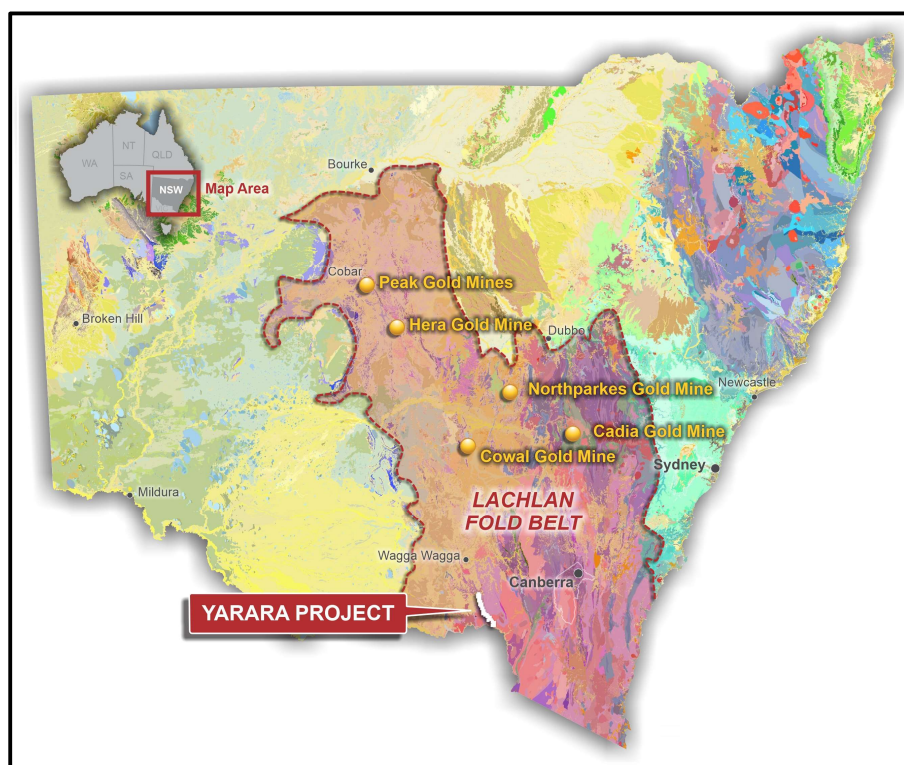 Bourke
NT
WA
QLD
SA
NSW
Map Area
Cobar
Peak Gold Mines
Broken Hill
Hera Gold Mine
Dubbo
Northparkes Gold Mine
Newcastle
Cadia Gold Mine
Cowal Gold Mine
Sydney
Mildura
LACHLAN
FOLD BELT
Wagga Wagga
Canberra
YARARA PROJECT